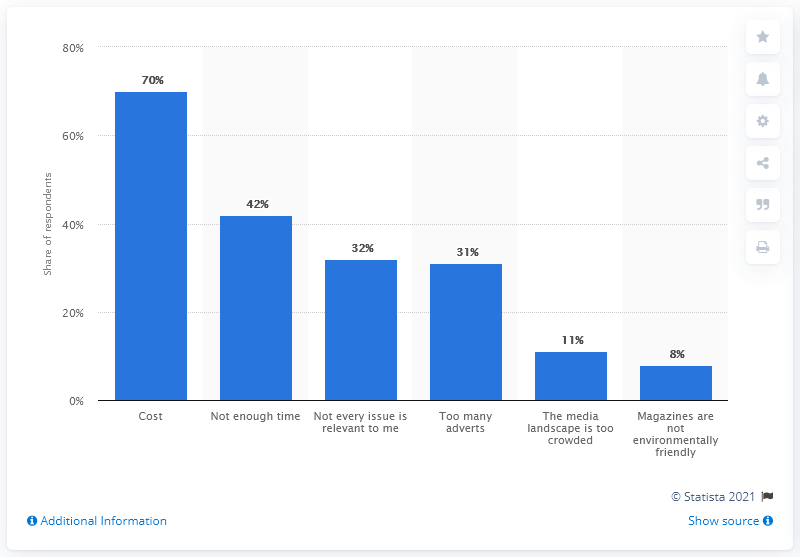 80%
60%
40%
20%
0%
Share of respondents
70%
42%
32%
31%
11%
8%
Cost
Not enough time
Not every issue is
relevant to me
Too many
adverts
The media
landscape is too
crowded
Magazines are
not
environmentally
friendly
© Statista 2021
Additional Information
Show source